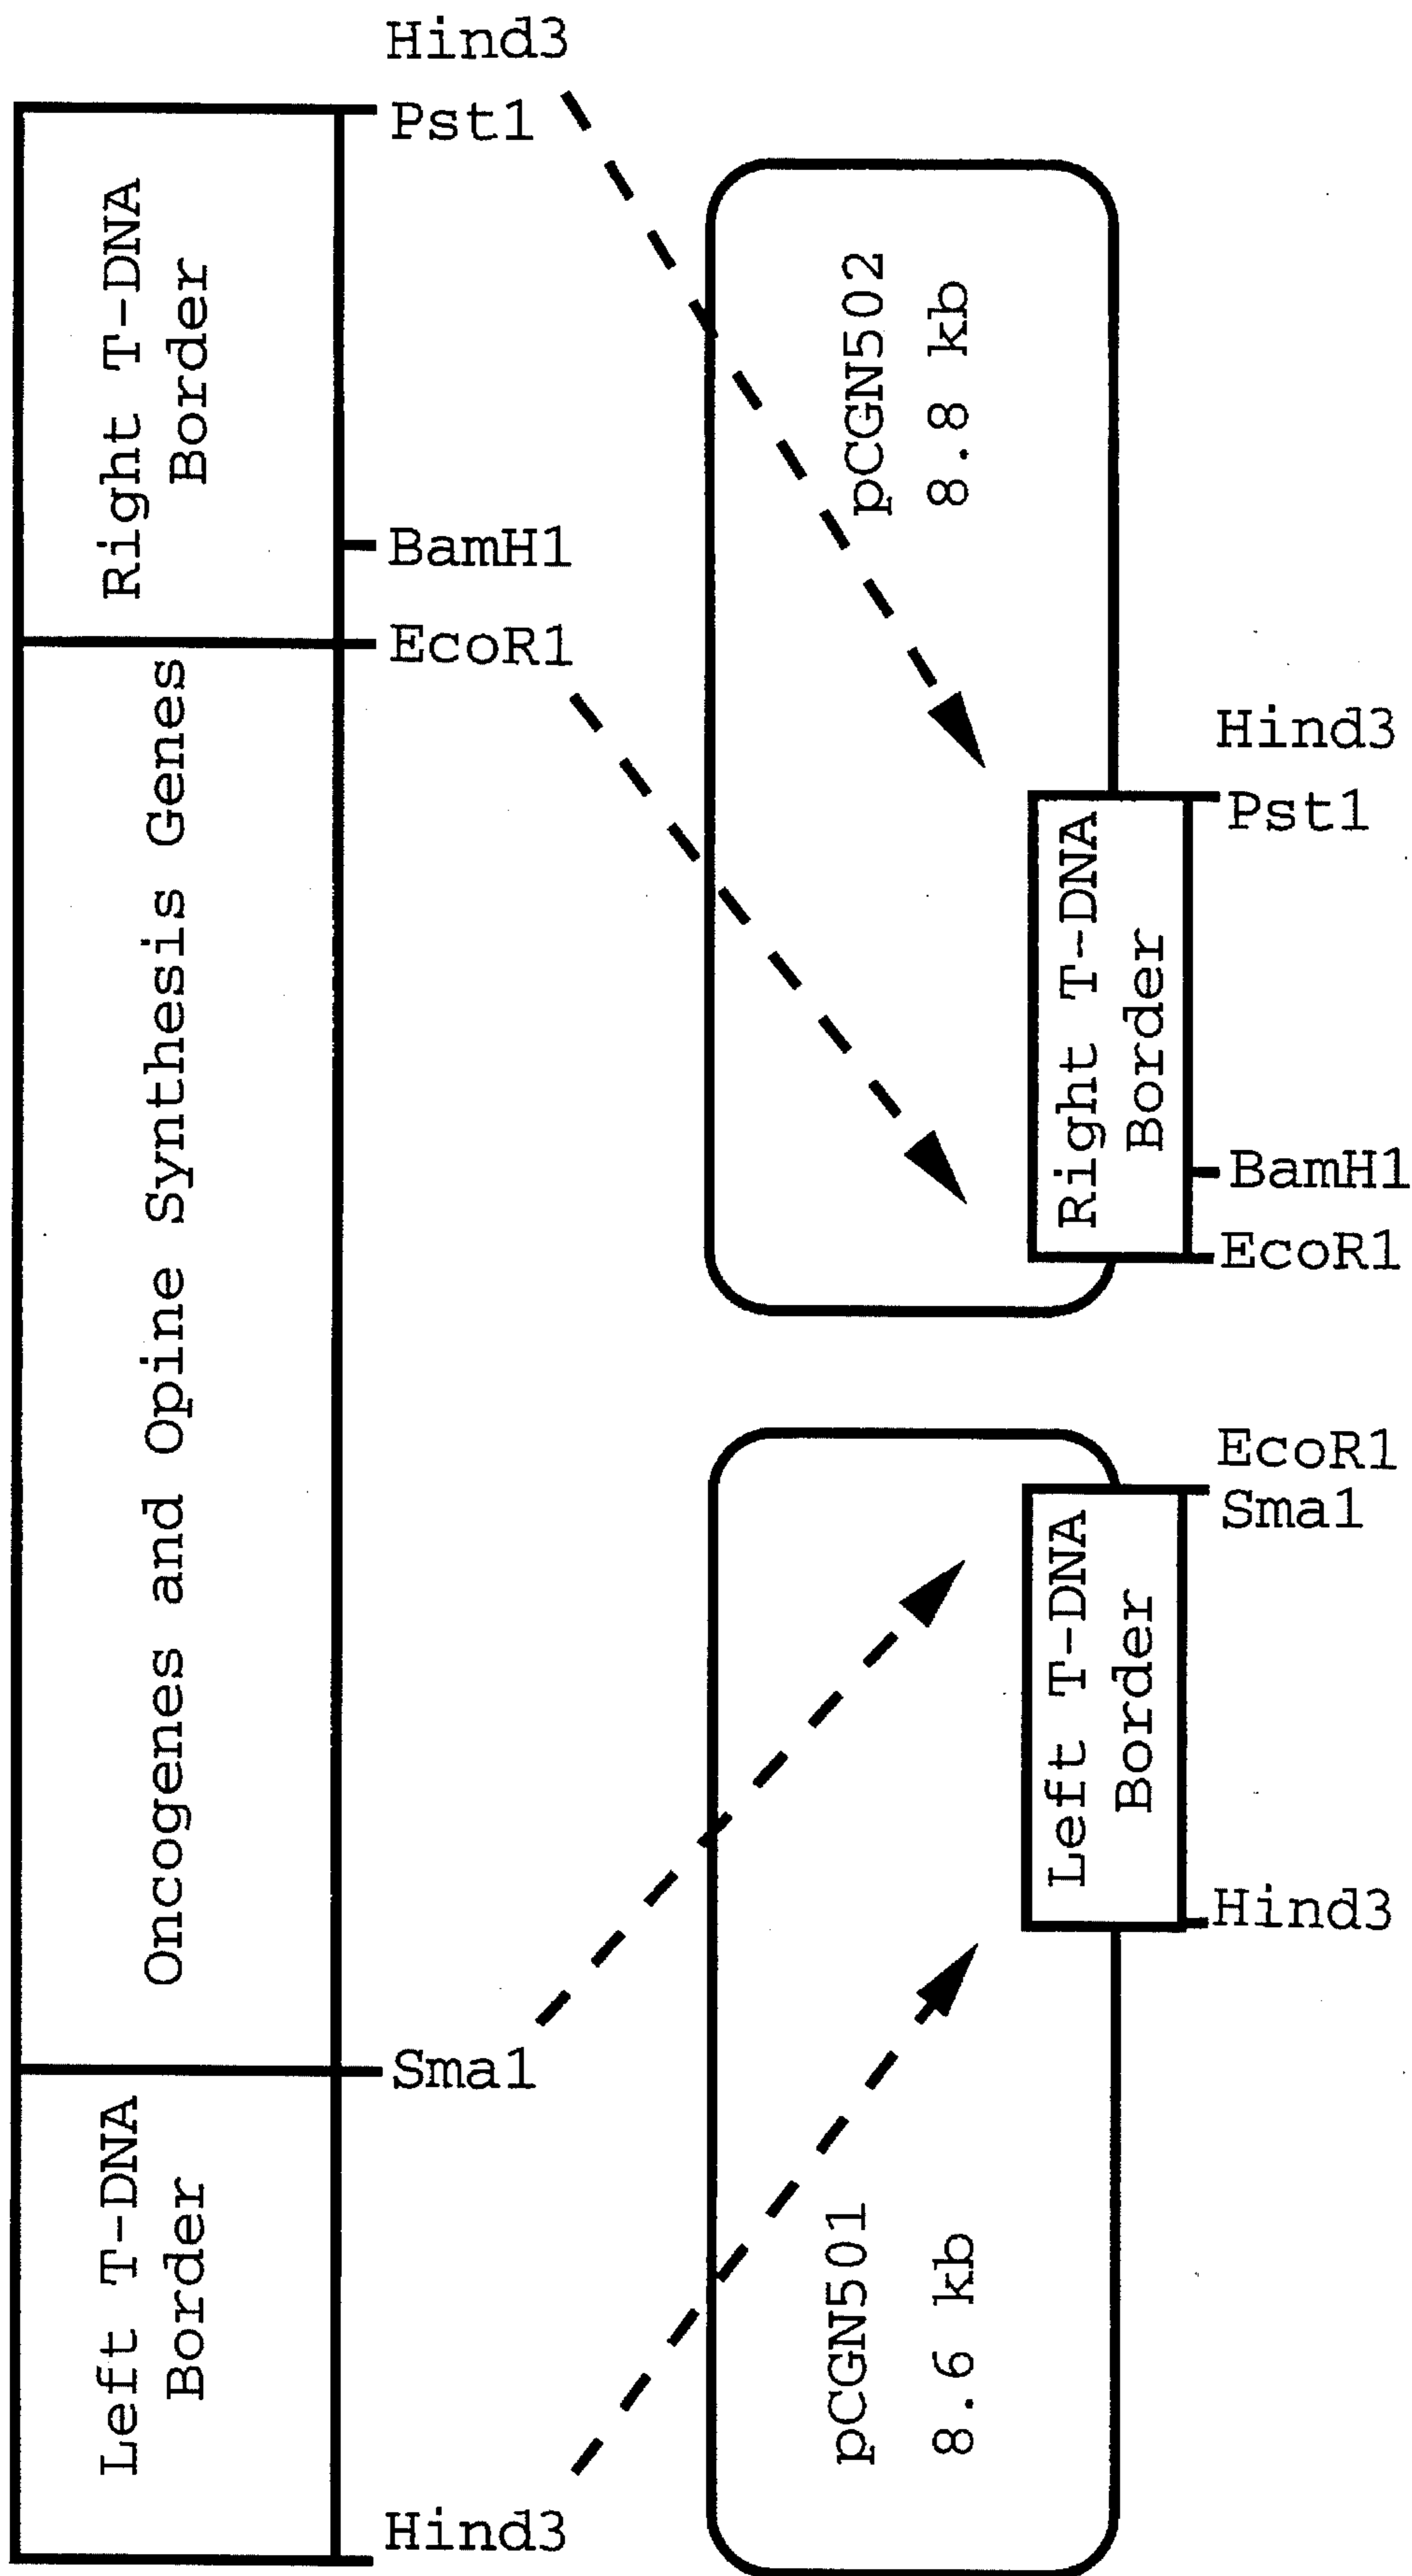 Left T-DNA
Border
Oncogenes and Opine Synthesis Genes
Right T-DNA
Border
Hind3
Sma1
EcoR1
BamH1
Pst1
Hind3
pCGN501
8.6 kb
Left T-DNA
Border
Hind3
Sma1
EcoR1
pCGN502
8.8 kb
Right T-DNA
Border
EcoR1
BamH1
Pst1
Hind3